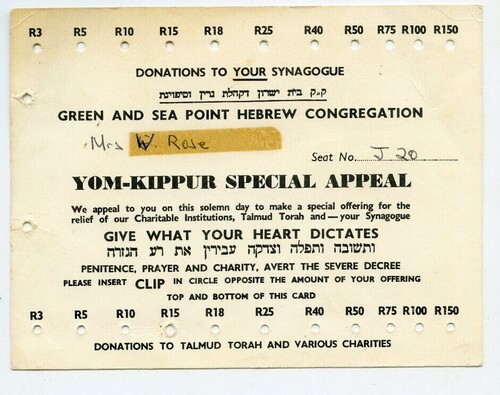 R3 R5 R10 R15 R18 R25 R40 R50 R75 R100 R150
DONATIONS TO YOUR SYNAGOGUE
ק״ק בית ישרון דקהלת גרין וסיפוינט
GREEN AND SEA POINT HEBREW CONGREGATION
Mrs W. Rose
Seat No. J 20
YOM-KIPPUR SPECIAL APPEAL
We appeal to you on this solemn day to make a special offering for the
relief of our Charitable Institutions, Talmud Torah and — your Synagogue
GIVE WHAT YOUR HEART DICTATES
ותשובה ותפלה וצדקה עבירין את רע הגזרה
PENITENCE, PRAYER AND CHARITY, AVERT THE SEVERE DECREE
PLEASE INSERT CLIP IN CIRCLE OPPOSITE THE AMOUNT OF YOUR OFFERING
TOP AND BOTTOM OF THIS CARD
R3 R5 R10 R15 R18 R25 R40 R50 R75 R100 R150
DONATIONS TO TALMUD TORAH AND VARIOUS CHARITIES